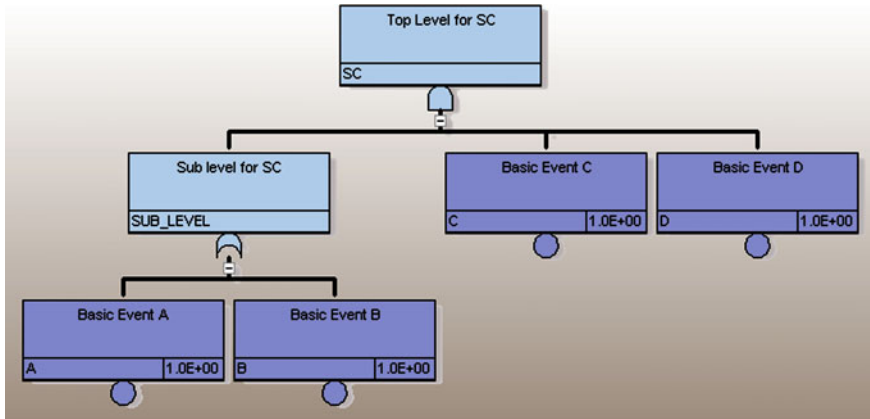 Top Level for SC
SC
Sub level for SC
SUB_LEVEL
Basic Event C
C 1.0E+00
Basic Event D
D 1.0E+00
Basic Event A
A 1.0E+00
Basic Event B
B 1.0E+00